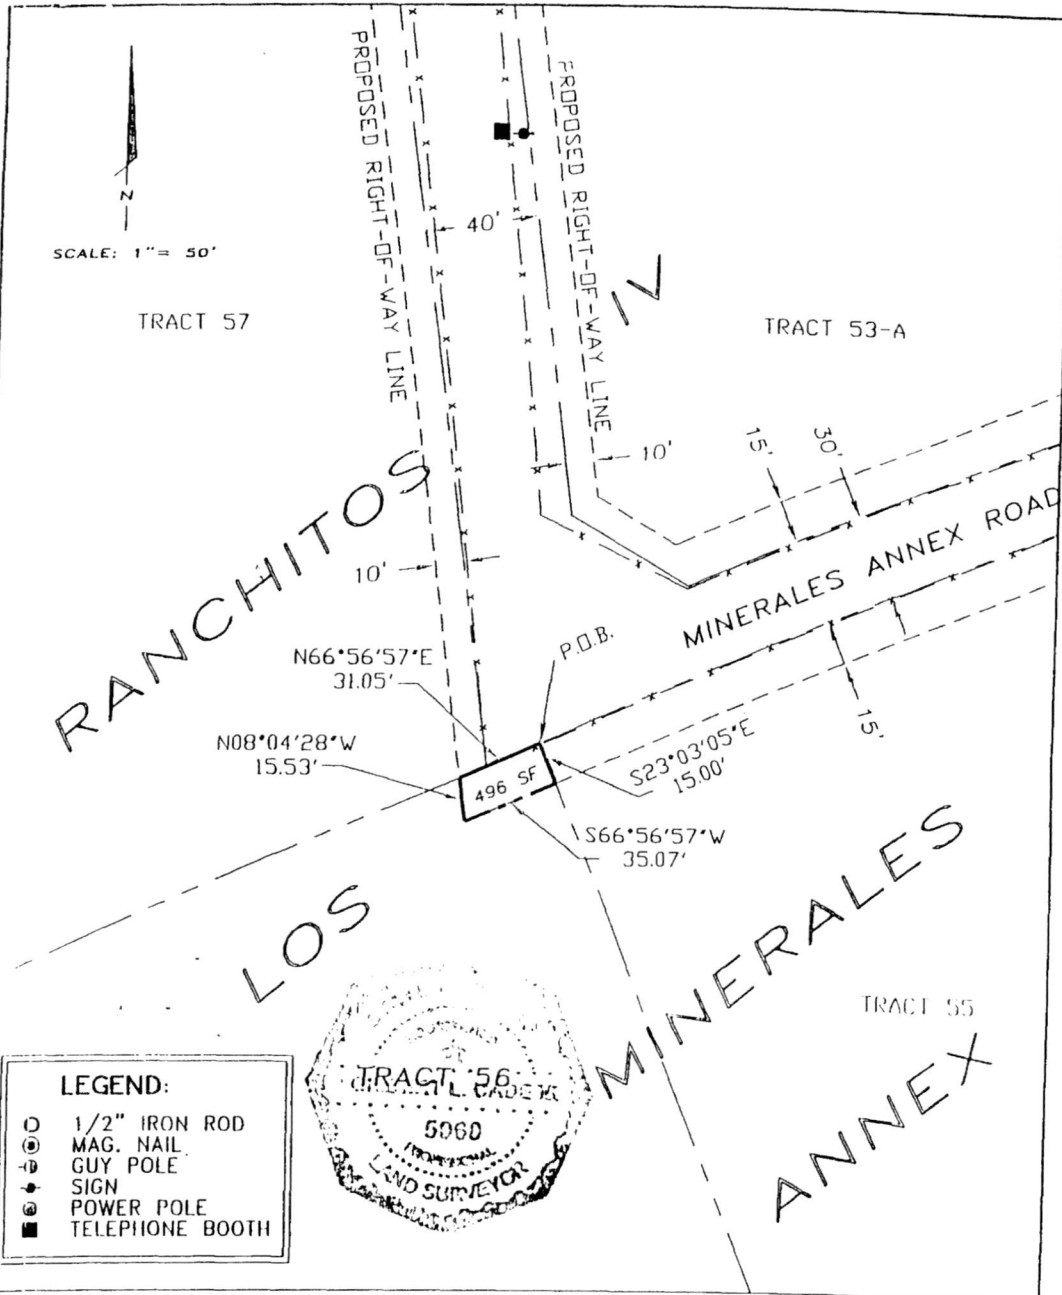 PROPOSED RIGHT-OF-WAY LINE
PROPOSED RIGHT-OF-WAY LINE
N
SCALE: 1"= 50'
40'
IV
TRACT 57
TRACT 53-A
10'
15'
30'
RANCHITOS
10'
MINERALES ANNEX ROAD
P.O.B.
N66°56'57"E
31.05'
N08°04'28"W
15.53'
S23°03'05"E
15.00'
15'
496 SF
S66°56'57"W
35.07'
LOS
MINERALES
ANNEX
TRACT 55
TRACT 56
5060
LAND SURVEYOR
LEGEND:
1/2" IRON ROD
MAG. NAIL
GUY POLE
SIGN
POWER POLE
TELEPHONE BOOTH